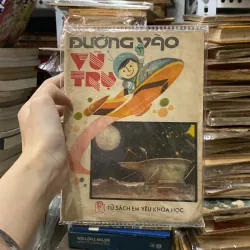 ĐƯỜNG VÀO
VŨ
TRỤ
TỦ SÁCH EM YÊU KHOA HỌC